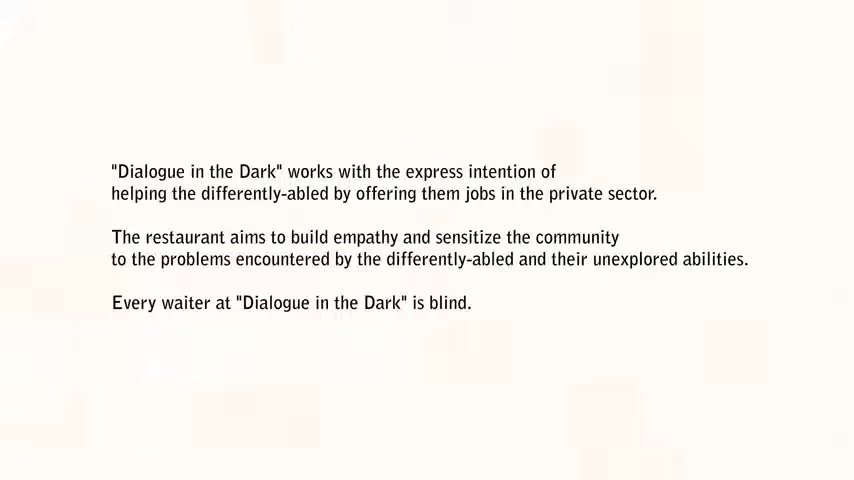 "Dialogue in the Dark" works with the express intention of
helping the differently-abled by offering them jobs in the private sector.
The restaurant aims to build empathy and sensitize the community
to the problems encountered by the differently-abled and their unexplored abilities.
Every waiter at "Dialogue in the Dark" is blind.